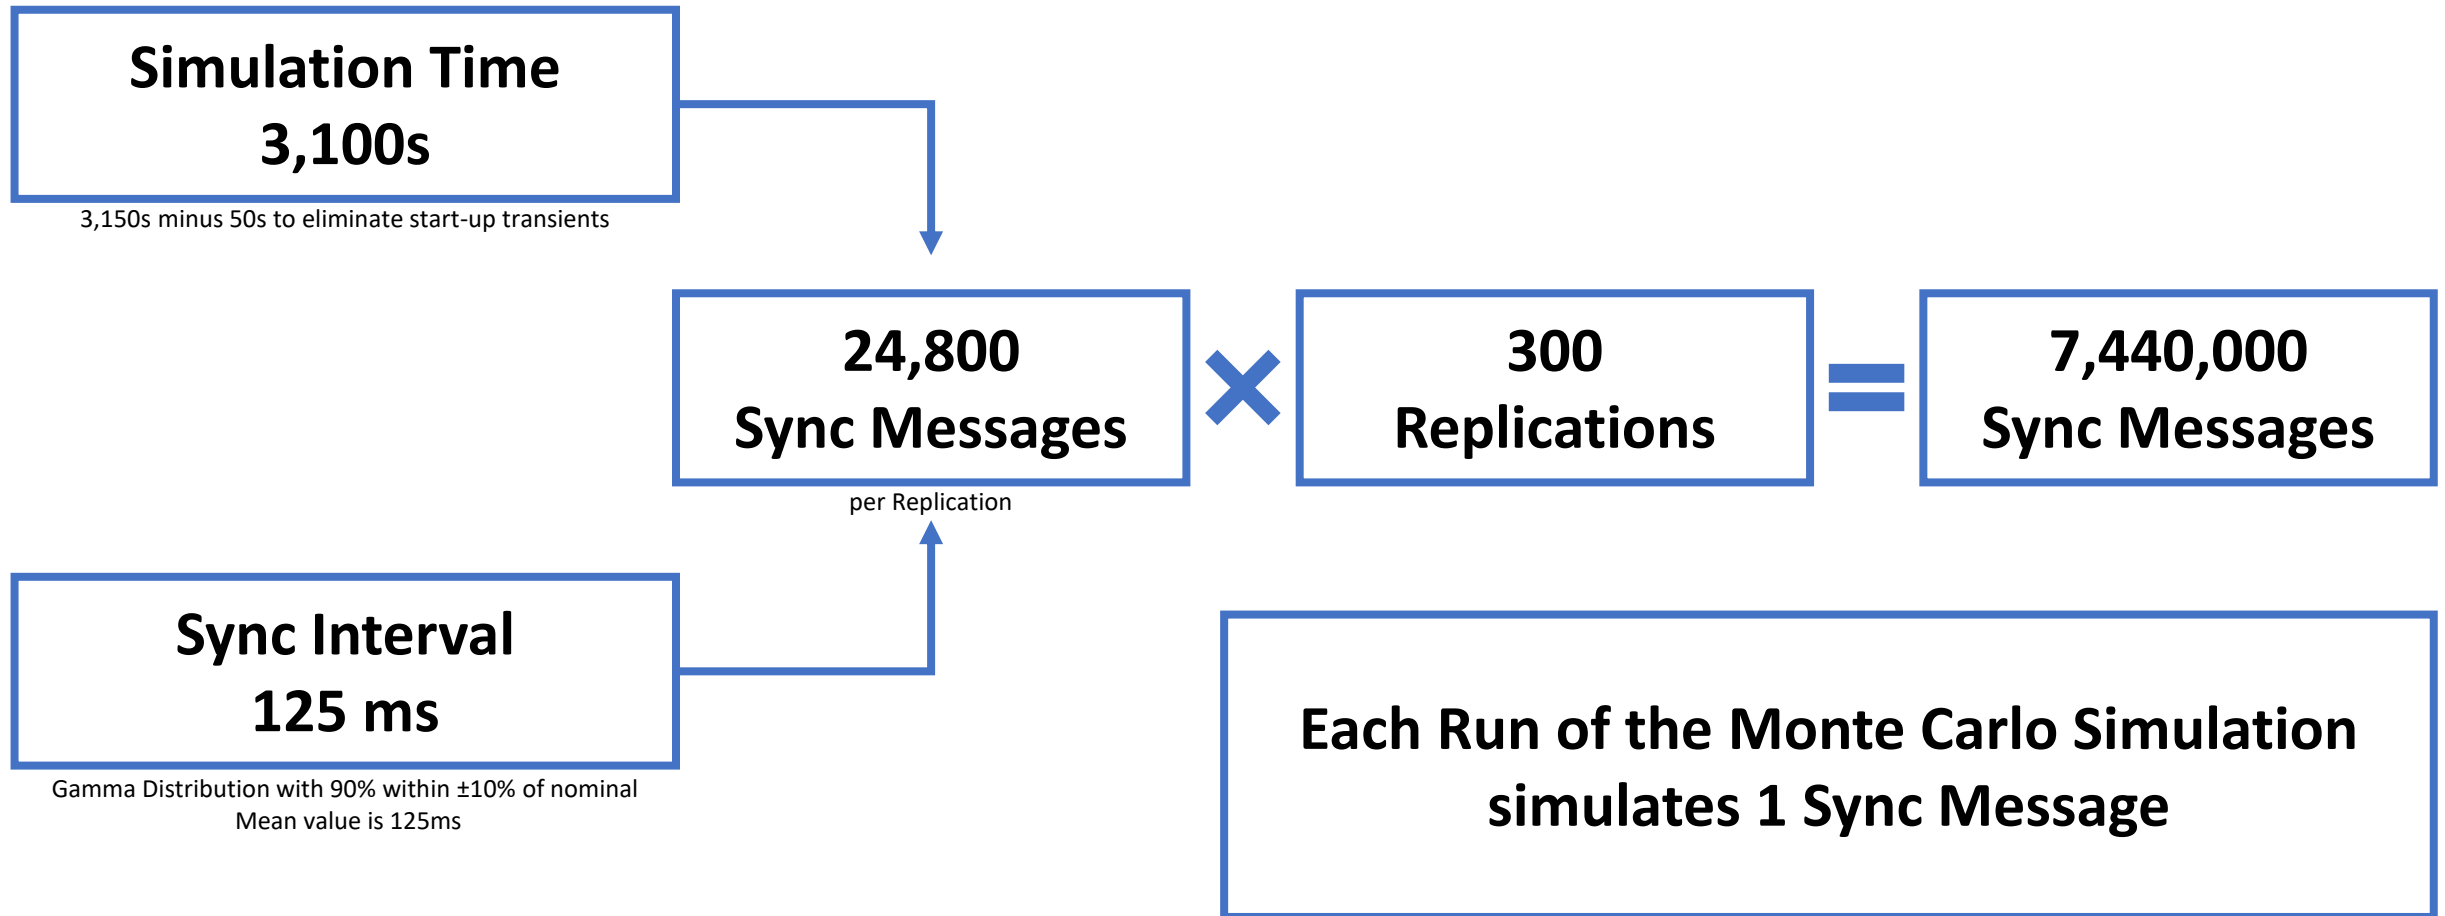 Simulation Time
3,100s
3,150s minus 50s to eliminate start-up transients
24,800
Sync Messages
per Replication
300
Replications
7,440,000
Sync Messages
Sync Interval
125 ms
Gamma Distribution with 90% within ±10% of nominal
Mean value is 125ms
Each Run of the Monte Carlo Simulation
simulates 1 Sync Message